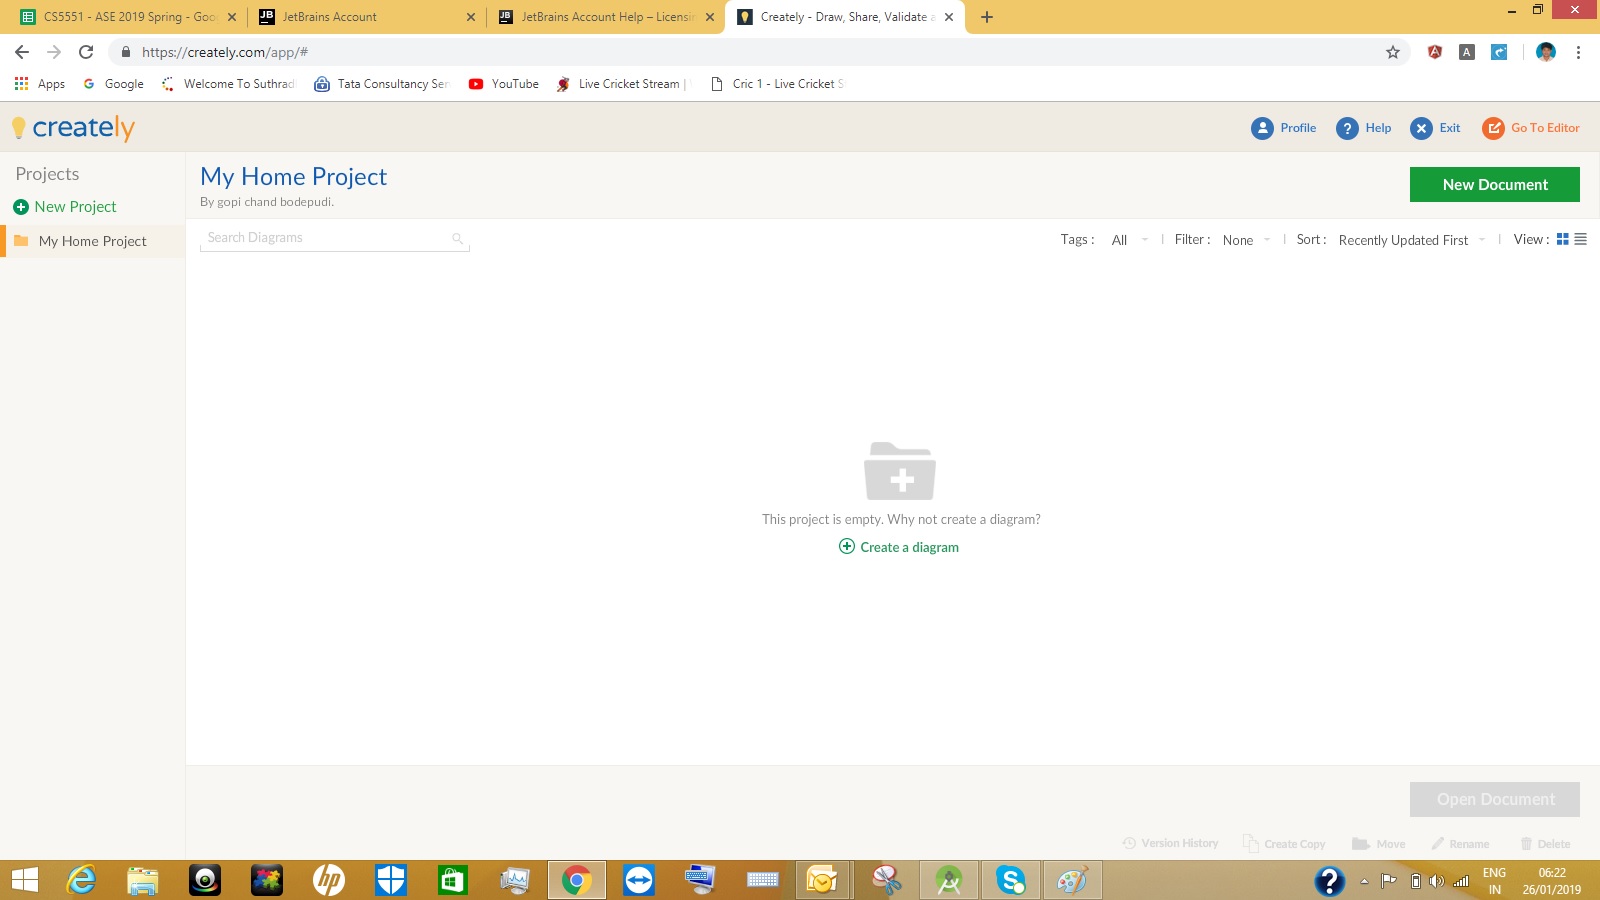 CS5551 - ASE 2019 Spring - Goo
JetBrains Account
JetBrains Account Help – Licensin
Creately - Draw, Share, Validate a
https://creately.com/app/#
Apps
Google
Welcome To Suthradi
Tata Consultancy Ser
YouTube
Live Cricket Stream |
Cric 1 - Live Cricket S
creately
Profile
Help
Exit
Go To Editor
Projects
New Project
My Home Project
My Home Project
By gopi chand bodepudi.
New Document
Search Diagrams
Tags : All
Filter : None
Sort : Recently Updated First
View :
This project is empty. Why not create a diagram?
Create a diagram
Open Document
Version History
Create Copy
Move
Rename
Delete
ENG
IN
06:22
26/01/2019